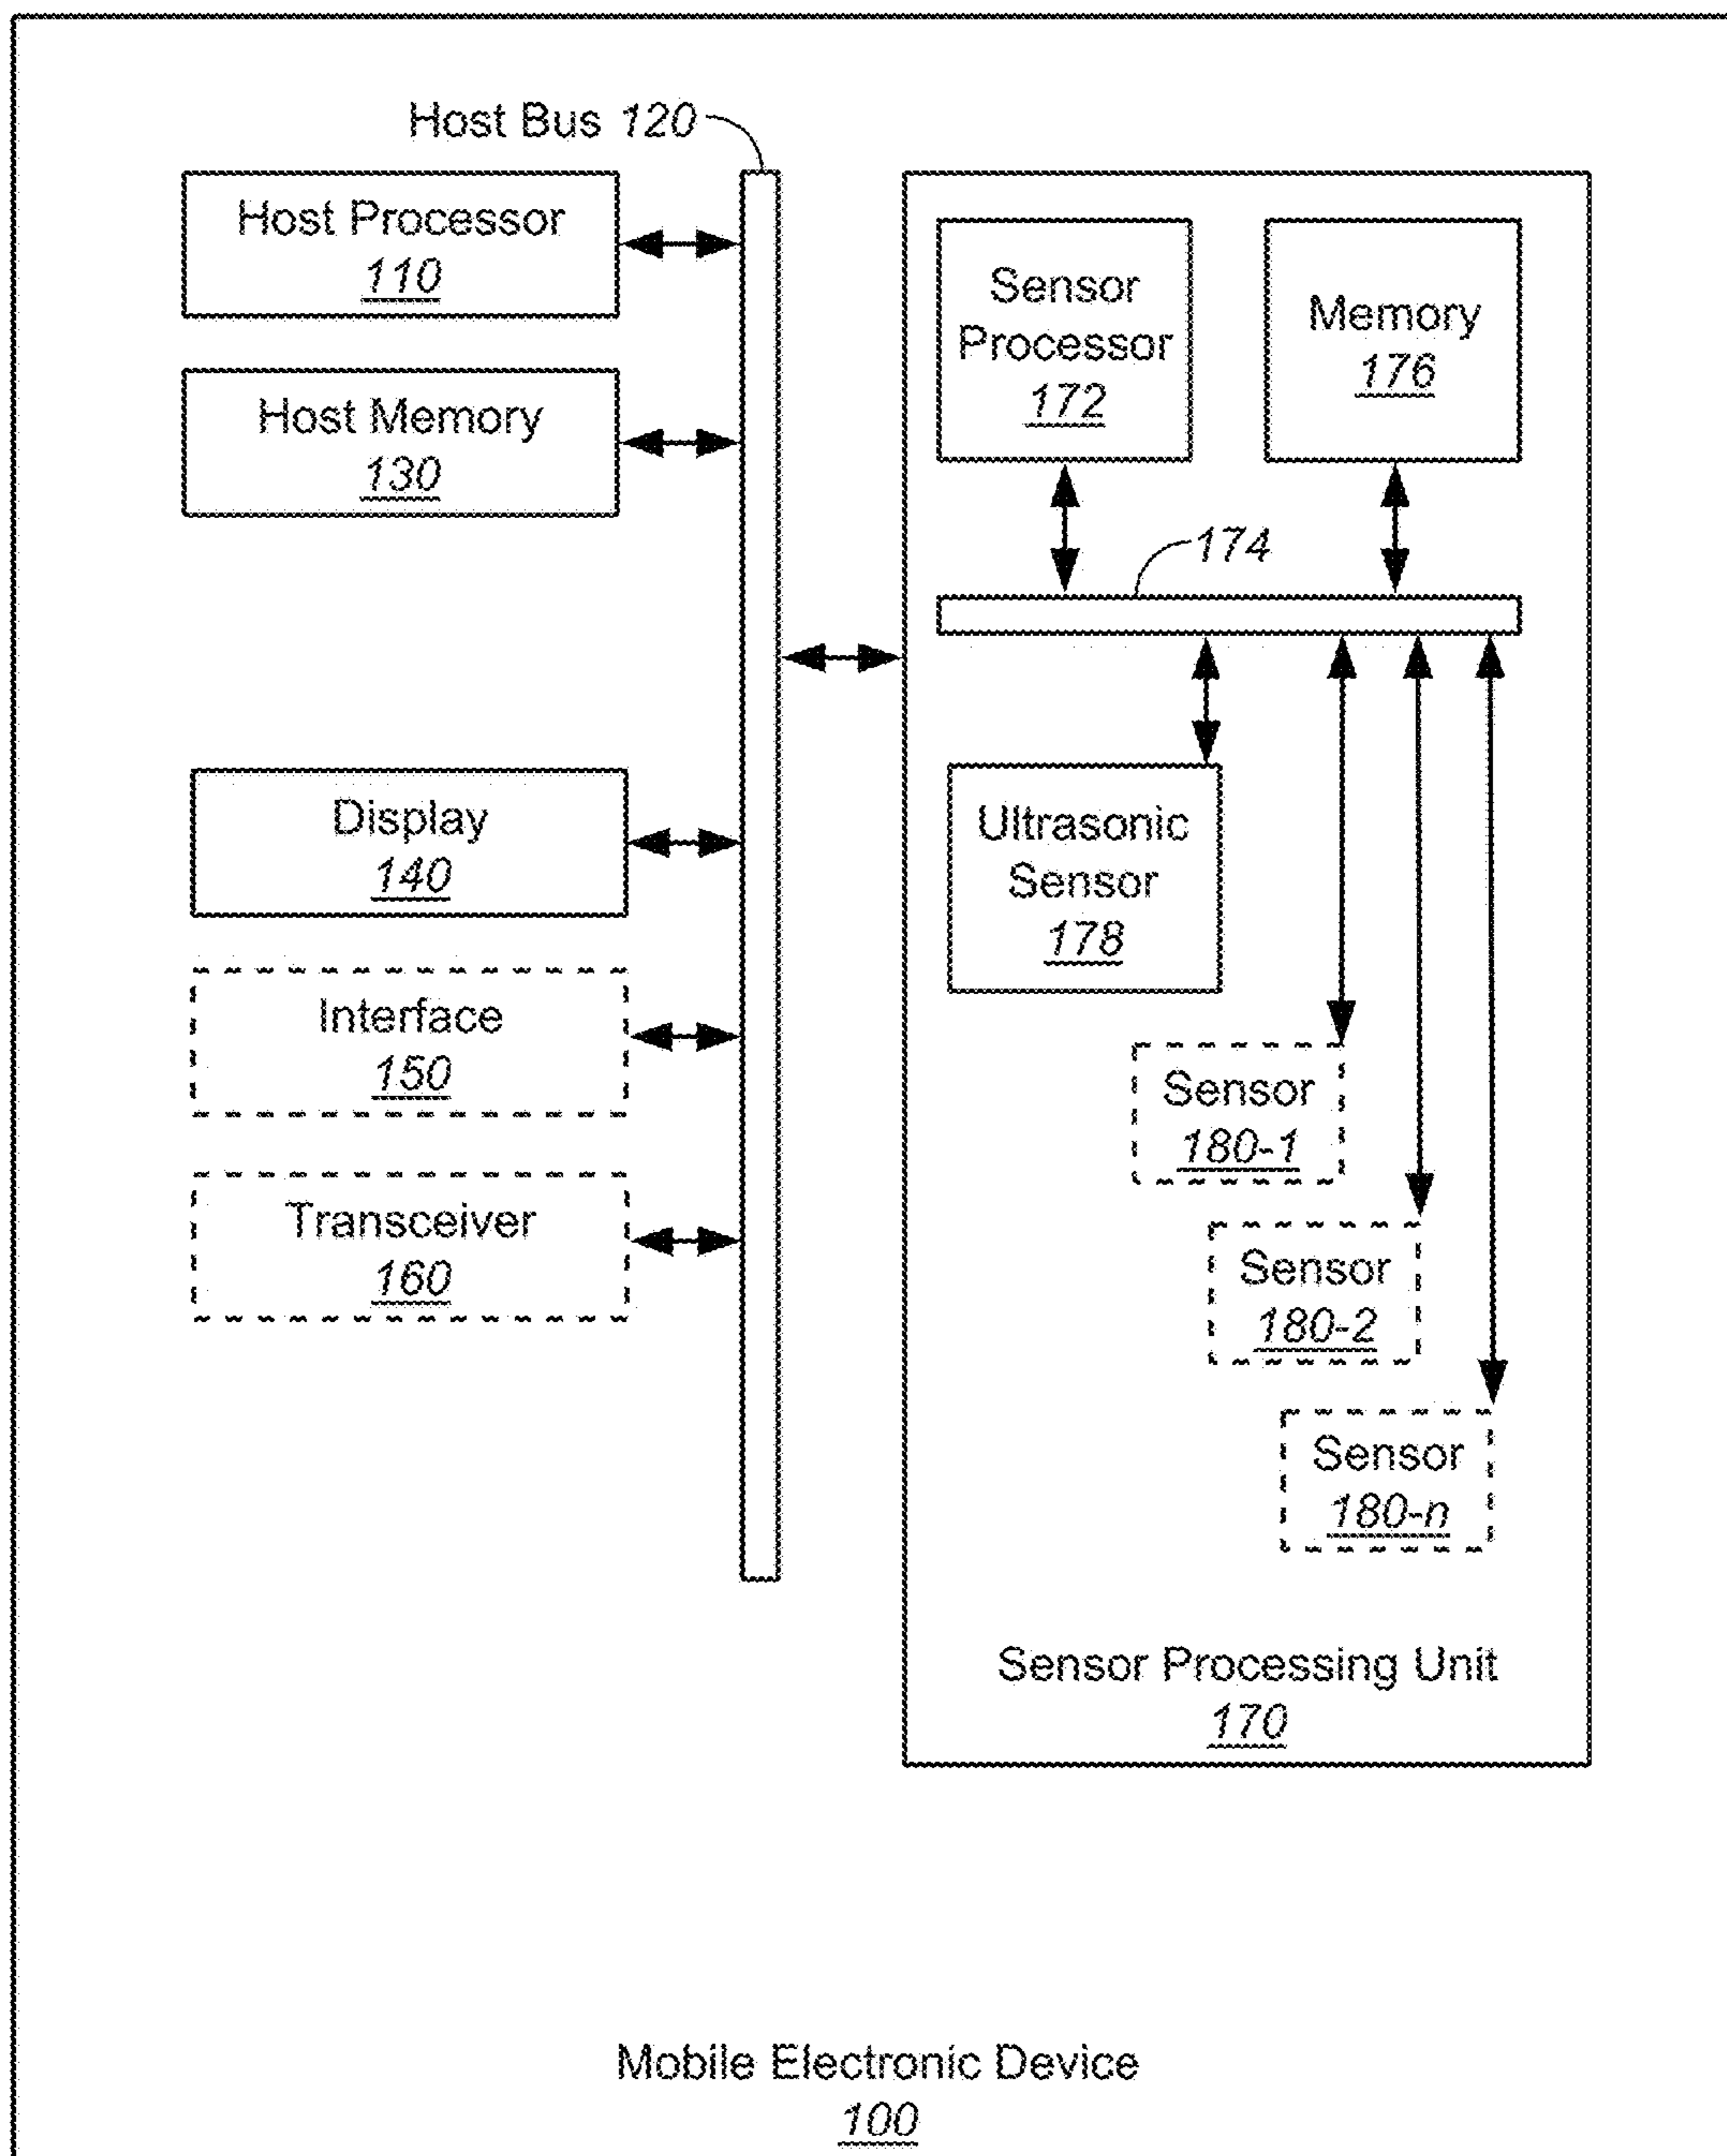 Host Bus 120
Host Processor
110
Host Memory
130
Display
140
Interface
150
Transceiver
160
Sensor
Processor
172
Memory
176
174
Ultrasonic
Sensor
178
Sensor
180-1
Sensor
180-2
Sensor
180-n
Sensor Processing Unit
170
Mobile Electronic Device
100